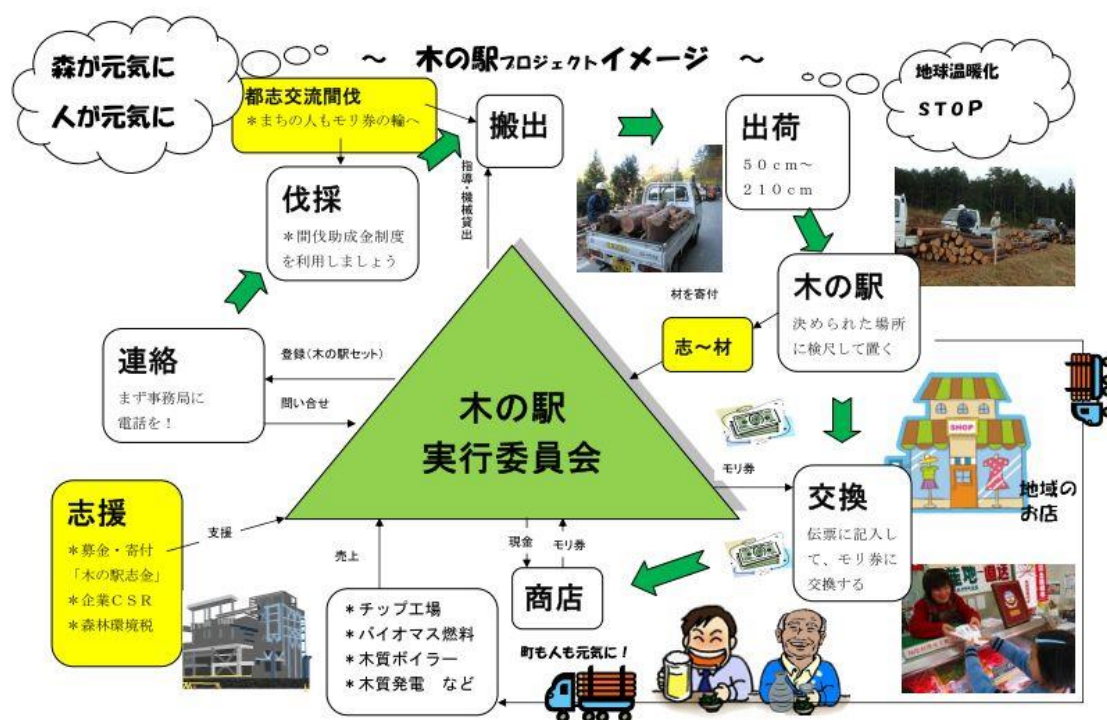 ～ 木の駅プロジェクトイメージ ～
森が元気に
人が元気に
地球温暖化
STOP
都志交流間伐
＊まちの人もモリ券の輪へ
搬出
出荷
50cm～
210cm
伐採
＊間伐助成金制度
を利用しましょう
指導・機械貸出
木の駅
決められた場所
に検尺して置く
材を寄付
志～材
連絡
まず事務局に
電話を！
登録(木の駅セット)
問い合せ
木の駅
実行委員会
SHOP
地域の
お店
モリ券
交換
伝票に記入し
て、モリ券に
交換する
志援
＊募金・寄付
「木の駅志金」
＊企業CSR
＊森林環境税
支援
売上
現金
モリ券
商店
＊チップ工場
＊バイオマス燃料
＊木質ボイラー
＊木質発電 など
町も人も元気に！
産地直送